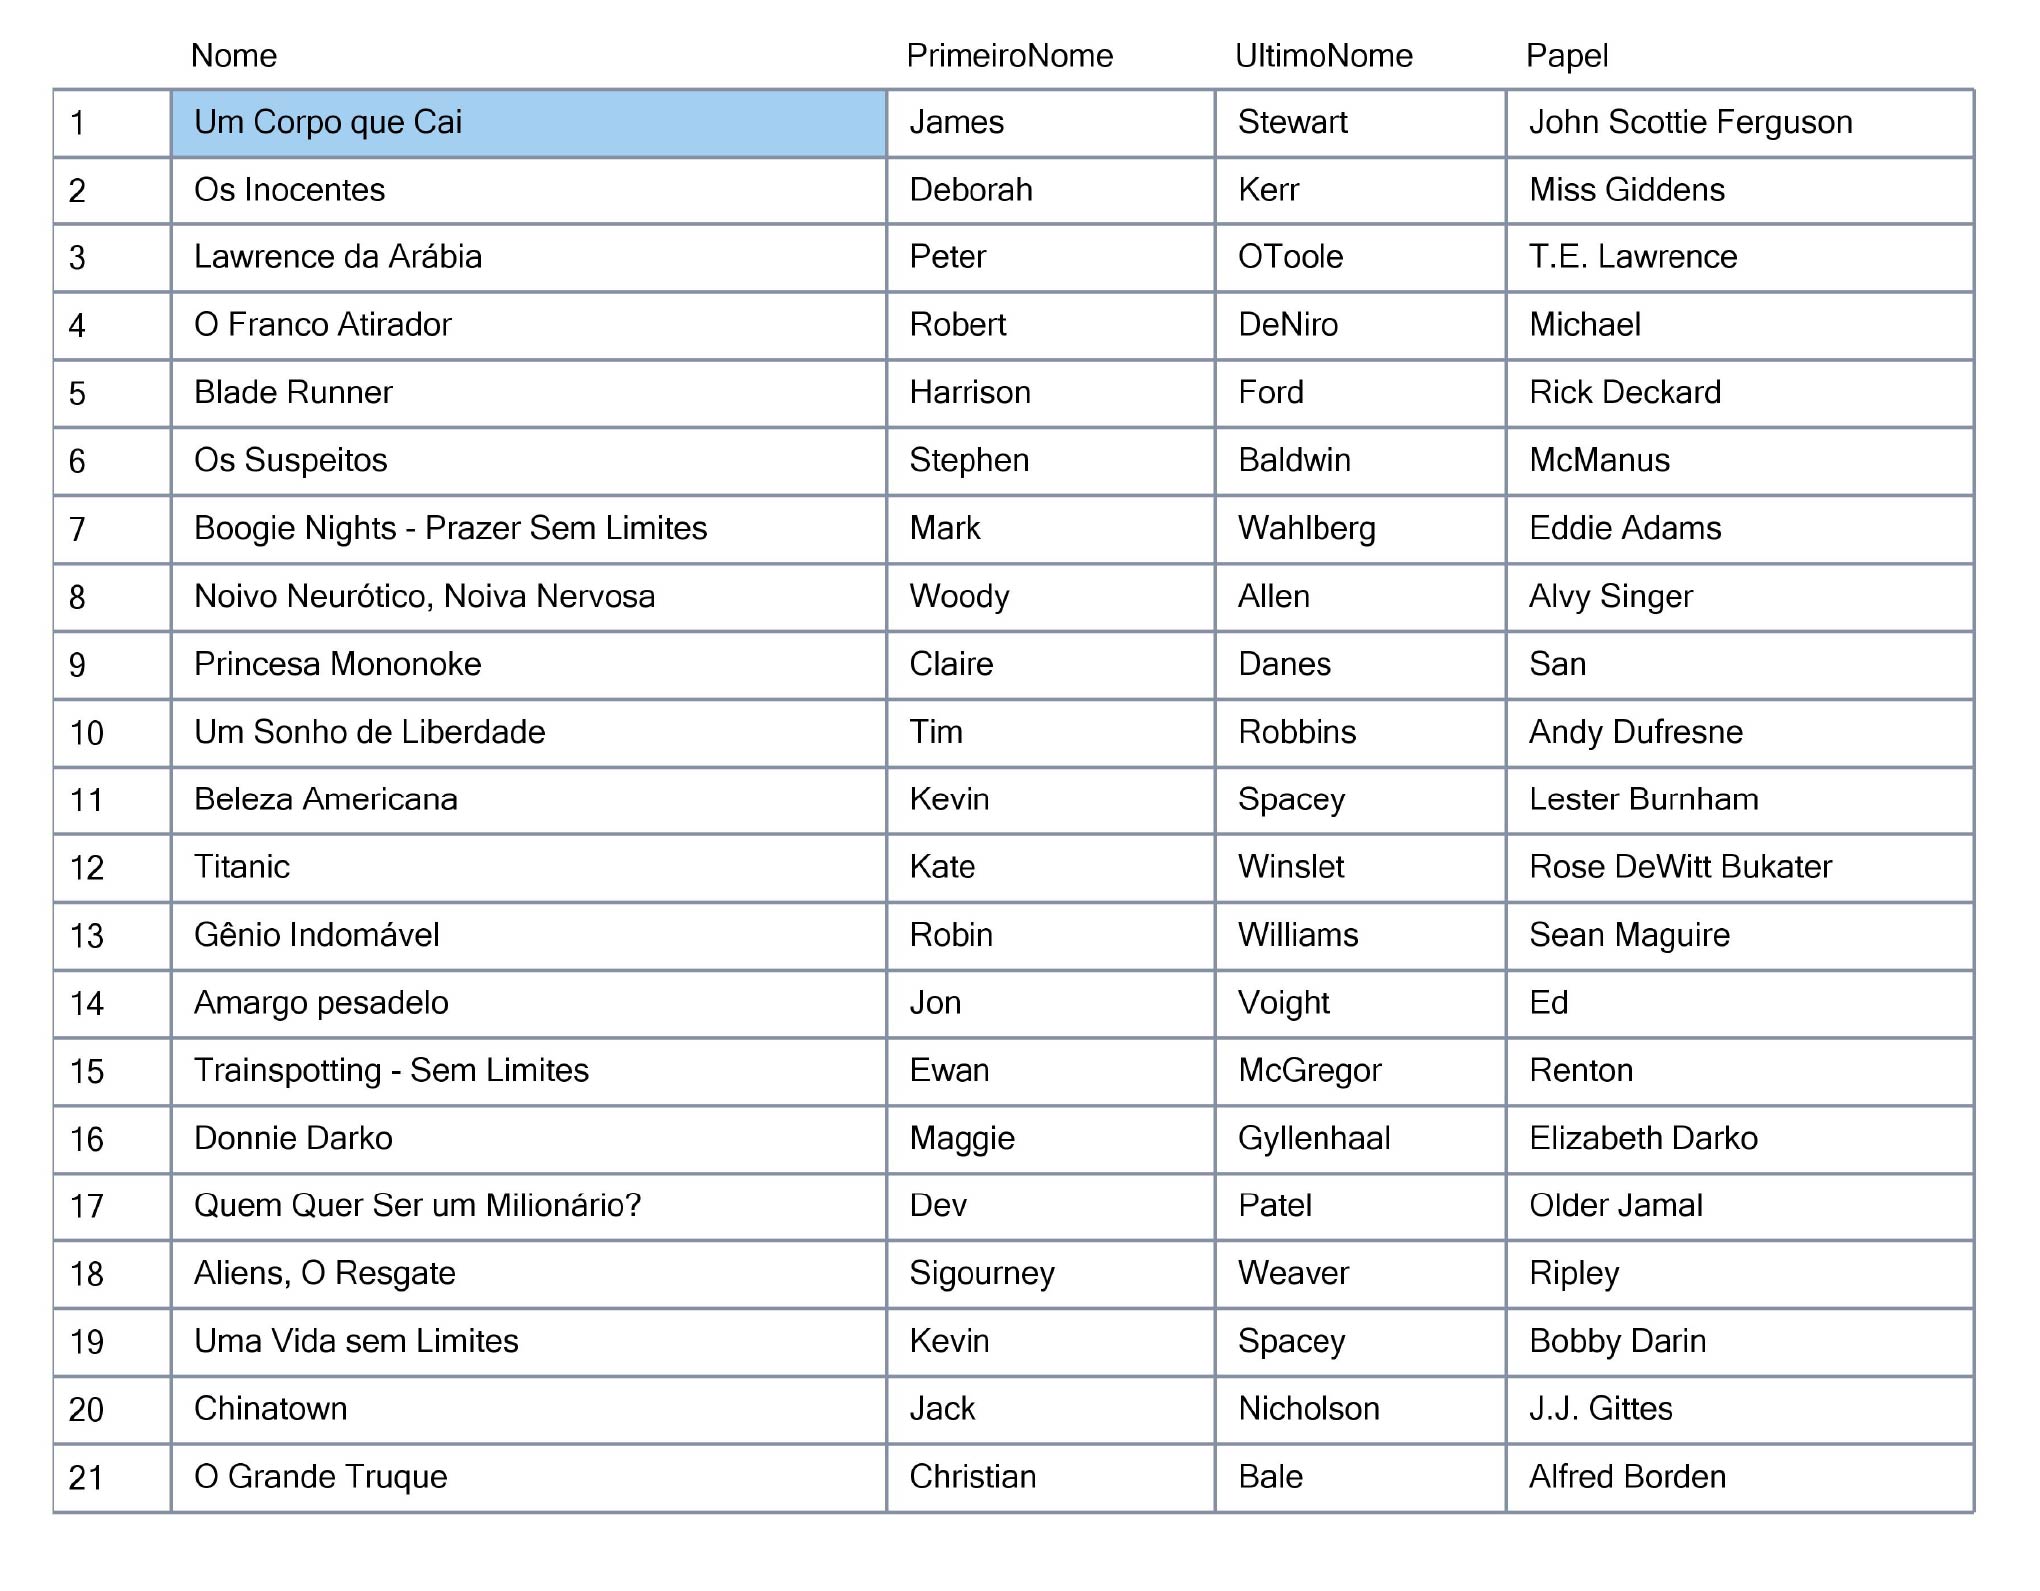 Nome PrimeiroNome UltimoNome Papel
1 Um Corpo que Cai James Stewart John Scottie Ferguson
2 Os Inocentes Deborah Kerr Miss Giddens
3 Lawrence da Arábia Peter OToole T.E. Lawrence
4 O Franco Atirador Robert DeNiro Michael
5 Blade Runner Harrison Ford Rick Deckard
6 Os Suspeitos Stephen Baldwin McManus
7 Boogie Nights - Prazer Sem Limites Mark Wahlberg Eddie Adams
8 Noivo Neurótico, Noiva Nervosa Woody Allen Alvy Singer
9 Princesa Mononoke Claire Danes San
10 Um Sonho de Liberdade Tim Robbins Andy Dufresne
11 Beleza Americana Kevin Spacey Lester Burnham
12 Titanic Kate Winslet Rose DeWitt Bukater
13 Gênio Indomável Robin Williams Sean Maguire
14 Amargo pesadelo Jon Voight Ed
15 Trainspotting - Sem Limites Ewan McGregor Renton
16 Donnie Darko Maggie Gyllenhaal Elizabeth Darko
17 Quem Quer Ser um Milionário? Dev Patel Older Jamal
18 Aliens, O Resgate Sigourney Weaver Ripley
19 Uma Vida sem Limites Kevin Spacey Bobby Darin
20 Chinatown Jack Nicholson J.J. Gittes
21 O Grande Truque Christian Bale Alfred Borden